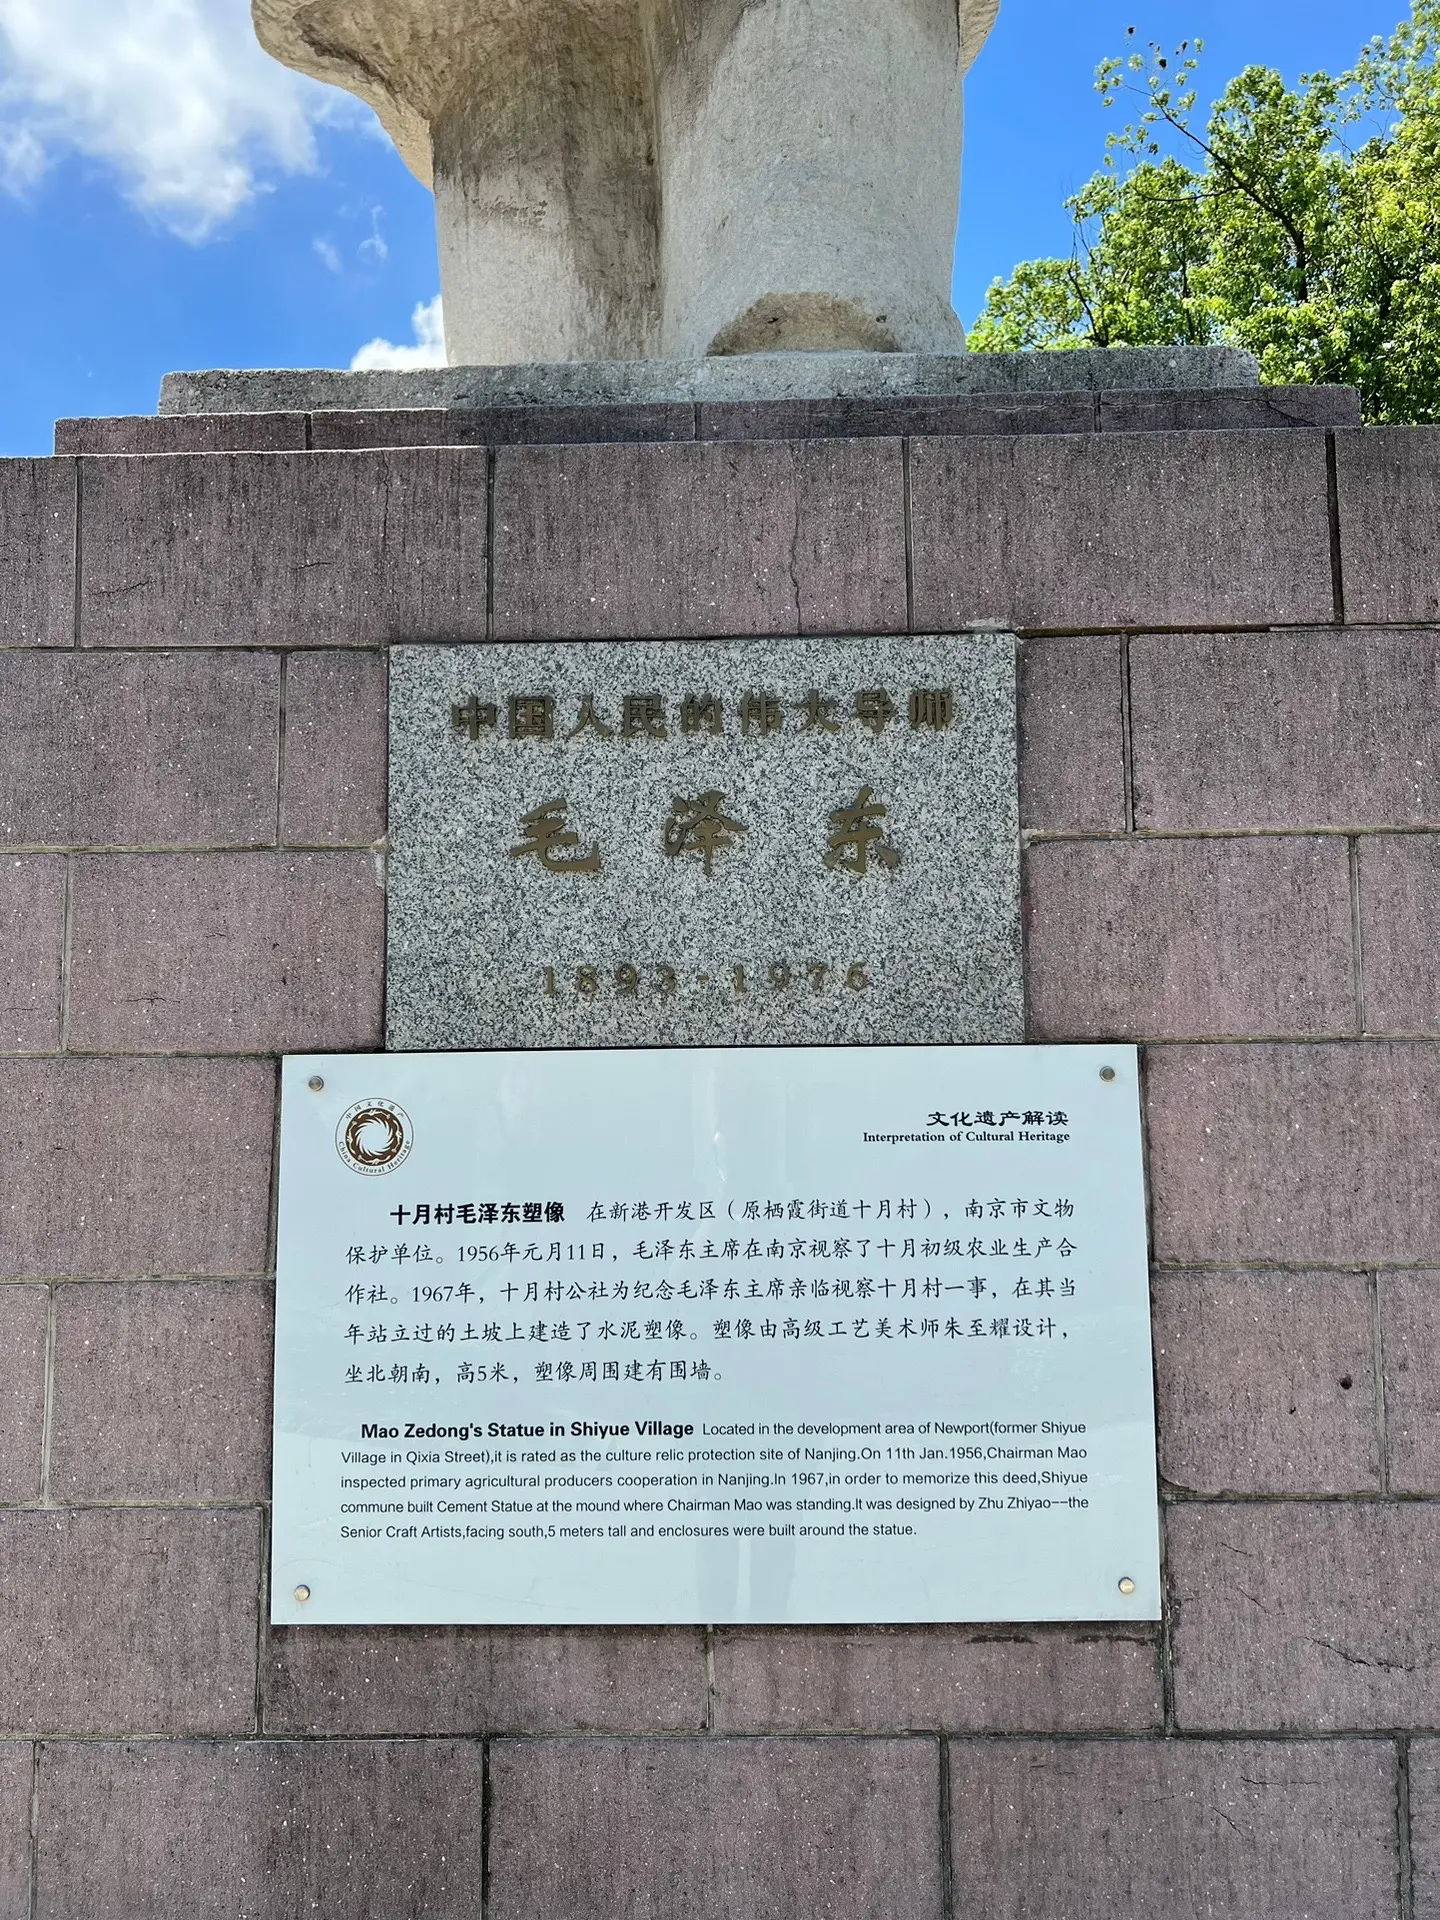 中国人民的伟大导师
毛泽东
1893-1976
中国文化遗产
China Cultural Heritage
文化遗产解读
Interpretation of Cultural Heritage
十月村毛泽东塑像 在新港开发区（原栖霞街道十月村），南京市文物
保护单位。1956年元月11日，毛泽东主席在南京视察了十月初级农业生产合
作社。1967年，十月村公社为纪念毛泽东主席亲临视察十月村一事，在其当
年站立过的土坡上建造了水泥塑像。塑像由高级工艺美术师朱至耀设计，
坐北朝南，高5米，塑像周围建有围墙。
Mao Zedong's Statue in Shiyue Village Located in the development area of Newport(former Shiyue
Village in Qixia Street),it is rated as the culture relic protection site of Nanjing.On 11th Jan.1956,Chairman Mao
inspected primary agricultural producers cooperation in Nanjing.In 1967,in order to memorize this deed,Shiyue
commune built Cement Statue at the mound where Chairman Mao was standing.It was designed by Zhu Zhiyao--the
Senior Craft Artists,facing south,5 meters tall and enclosures were built around the statue.